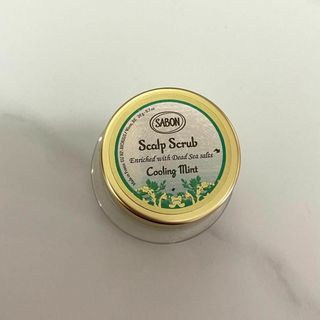 SABON
Scalp Scrub
Enriched with Dead Sea salts
Cooling Mint